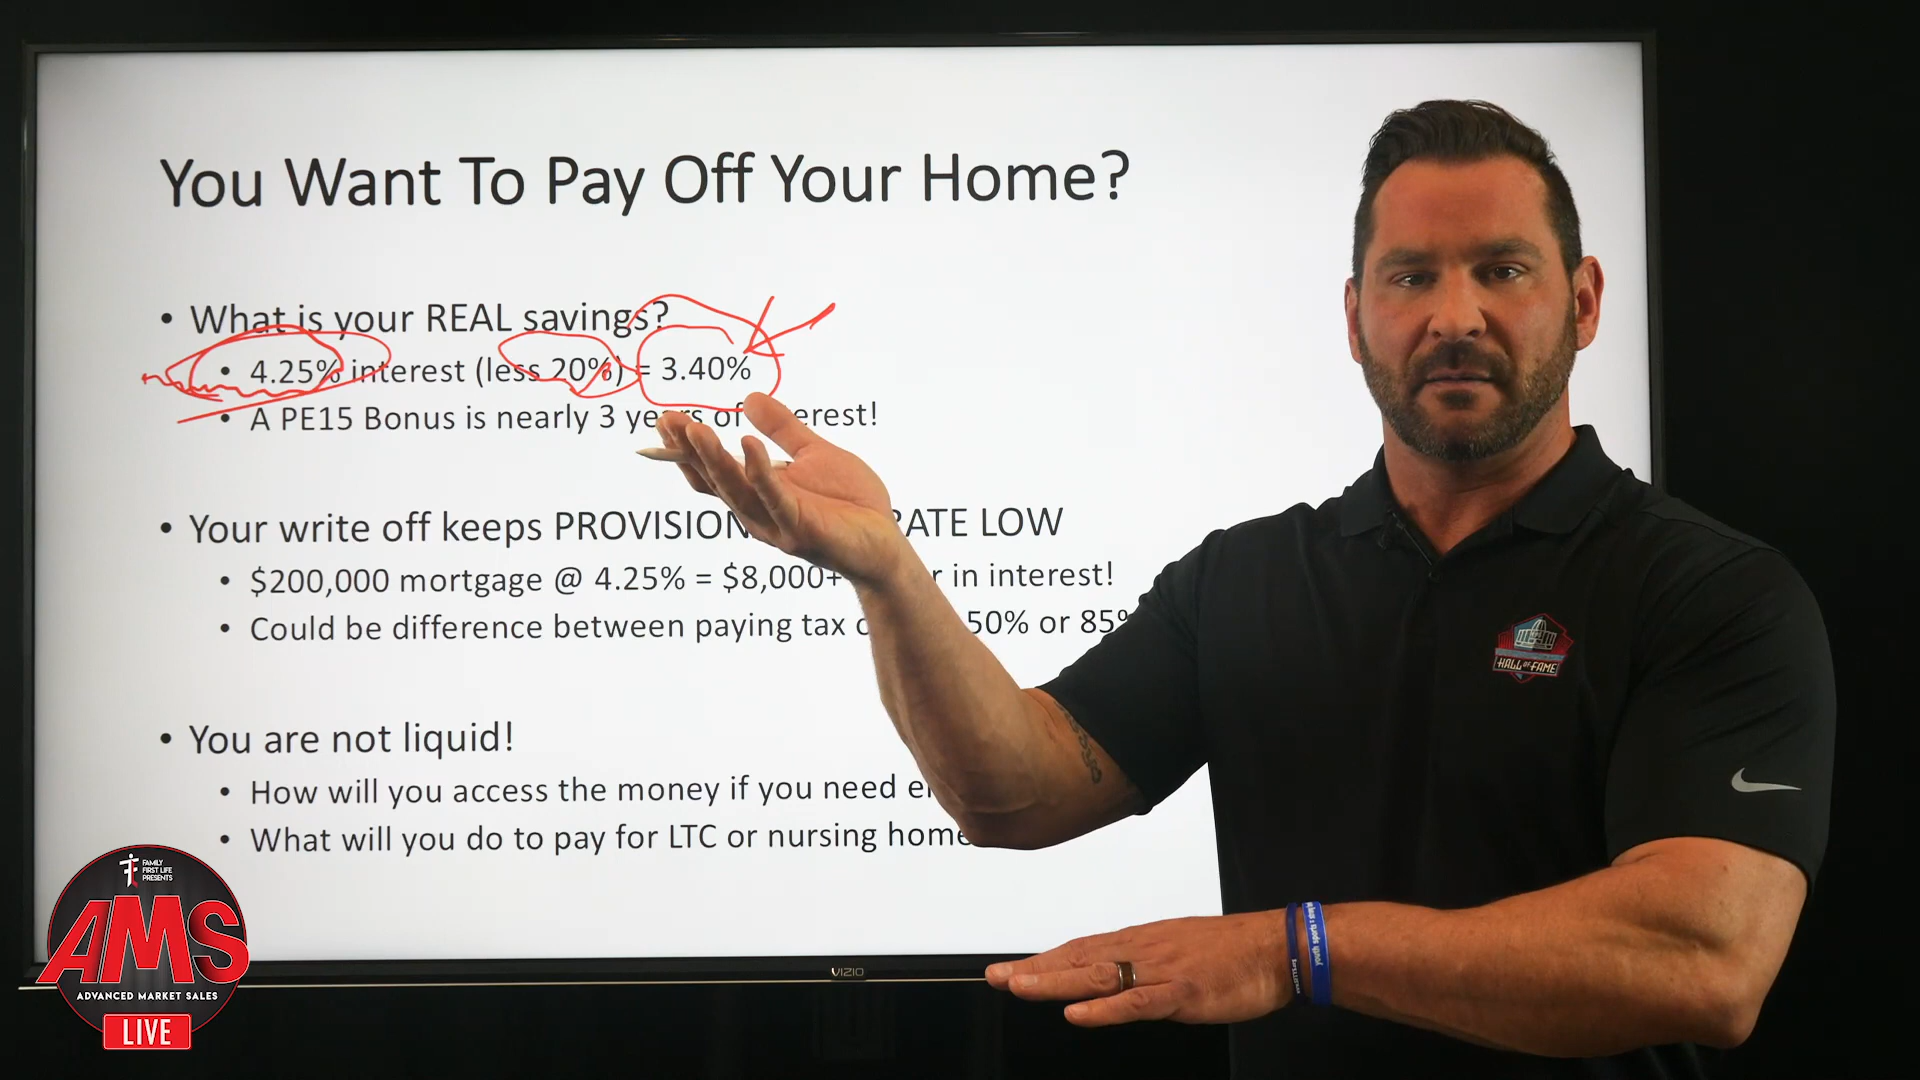 You Want To Pay Off Your Home?
• What is your REAL savings?
• 4.25% interest (less 20%) = 3.40%
• A PE15 Bonus is nearly 3 years of interest!
• Your write off keeps PROVISION RATE LOW
• $200,000 mortgage @ 4.25% = $8,000+ in interest!
• Could be difference between paying tax 50% or 85%
• You are not liquid!
• How will you access the money if you need
• What will you do to pay for LTC or nursing home
HALL OF FAME
VIZIO
FAMILY
FIRST LIFE
PRESENTS
AMS
ADVANCED MARKET SALES
LIVE